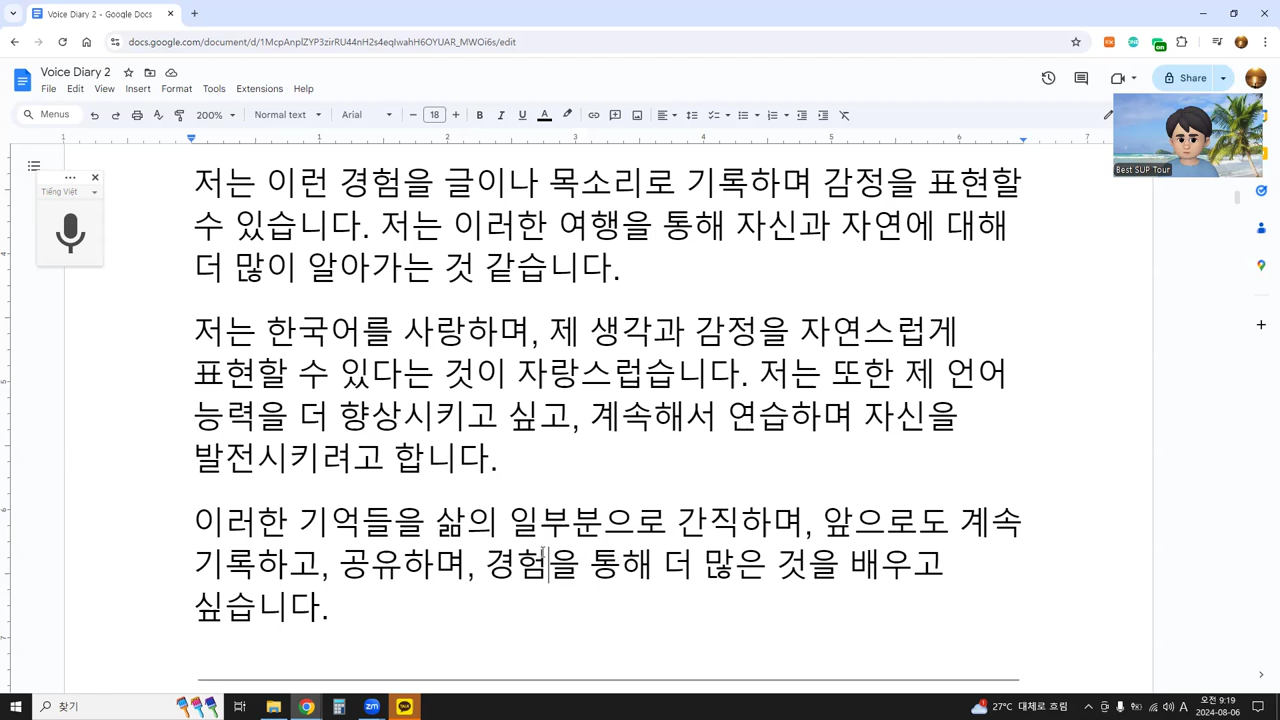 Voice Diary 2 - Google Docs
docs.google.com/document/d/1McpAnplZYP3zirRU44nH2s4eqIwahH6OYUAR_MWOi6s/edit
Voice Diary 2
File Edit View Insert Format Tools Extensions Help
Share
Menus 200% Normal text Arial 18
1 1 2 3 4 5 6 7
Best SUP Tour
Tiếng Việt
저는 이런 경험을 글이나 목소리로 기록하며 감정을 표현할
수 있습니다. 저는 이러한 여행을 통해 자신과 자연에 대해
더 많이 알아가는 것 같습니다.
저는 한국어를 사랑하며, 제 생각과 감정을 자연스럽게
표현할 수 있다는 것이 자랑스럽습니다. 저는 또한 제 언어
능력을 더 향상시키고 싶고, 계속해서 연습하며 자신을
발전시키려고 합니다.
이러한 기억들을 삶의 일부분으로 간직하며, 앞으로도 계속
기록하고, 공유하며, 경험을 통해 더 많은 것을 배우고
싶습니다.
찾기
27°C 대체로 흐림
A
오전 9:19
2024-08-06